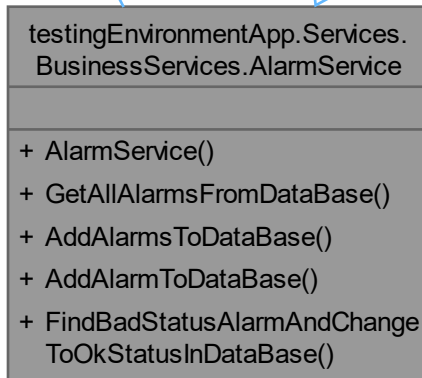 testingEnvironmentApp.Services.
BusinessServices.AlarmService
+ AlarmService()
+ GetAllAlarmsFromDataBase()
+ AddAlarmsToDataBase()
+ AddAlarmToDataBase()
+ FindBadStatusAlarmAndChange
ToOkStatusInDataBase()